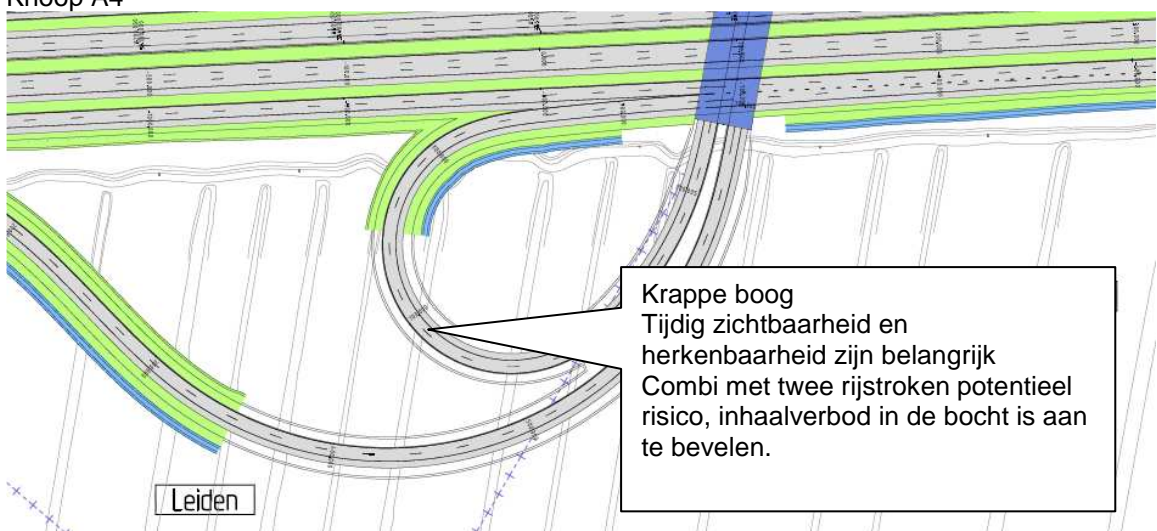 Knoop A4
Krappe boog
Tijdig zichtbaarheid en
herkenbaarheid zijn belangrijk
Combi met twee rijstroken potentieel
risico, inhaalverbod in de bocht is aan
te bevelen.
Leiden